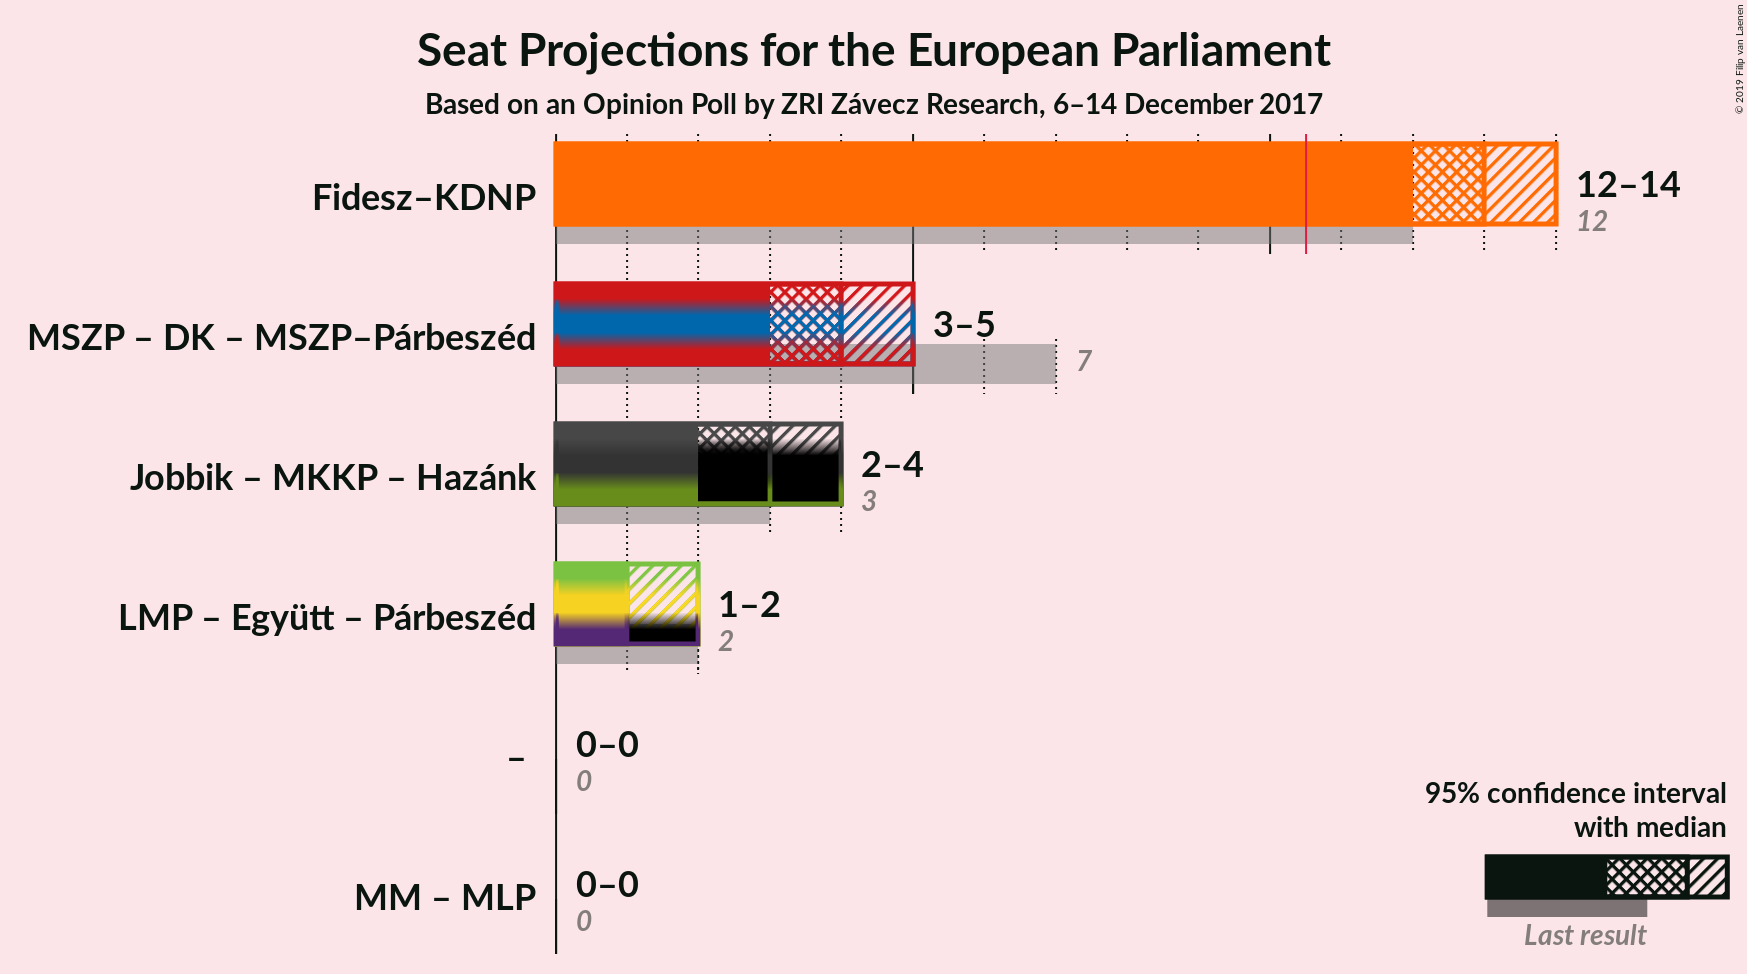 Seat Projections for the European Parliament
Based on an Opinion Poll by ZRI Závecz Research, 6–14 December 2017
© 2019 Filip van Laenen
Fidesz–KDNP
12–14
12
MSZP – DK – MSZP–Párbeszéd
3–5
7
Jobbik – MKKP – Hazánk
2–4
3
LMP – Együtt – Párbeszéd
1–2
2
–
0–0
0
MM – MLP
0–0
0
95% confidence interval
with median
Last result